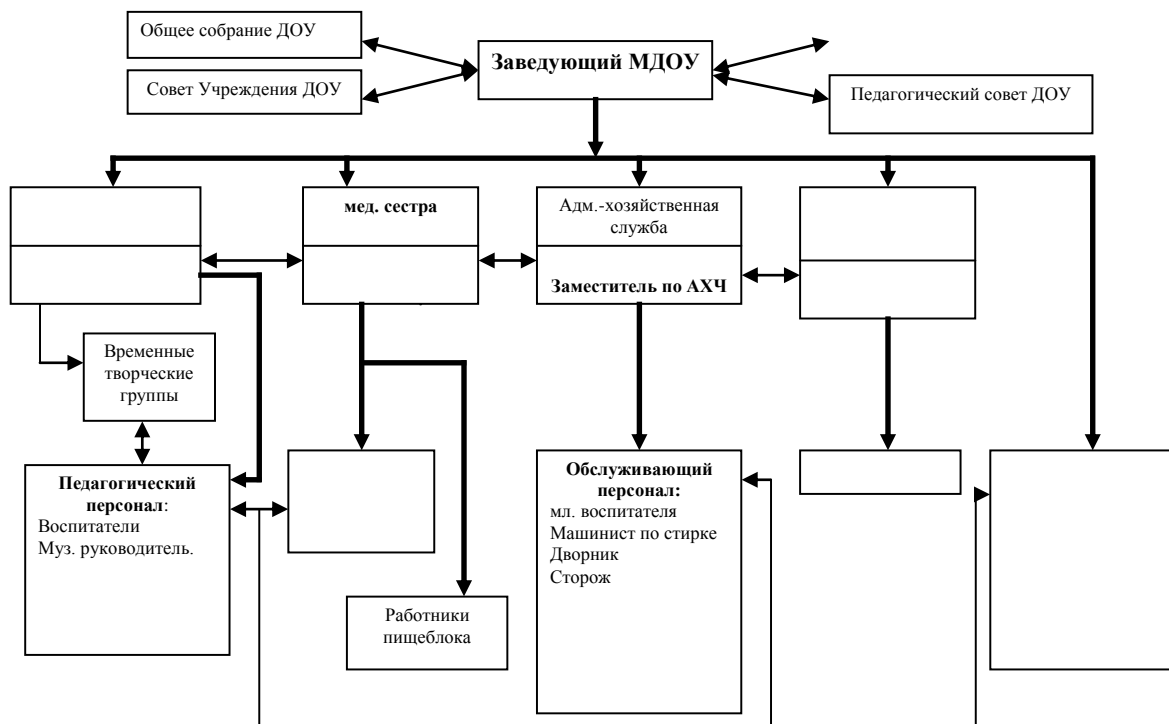 Общее собрание ДОУ
Заведующий МДОУ
Совет Учреждения ДОУ
Педагогический совет ДОУ
мед. сестра
Адм.-хозяйственная
служба
Заместитель по АХЧ
Временные
творческие
группы
Педагогический
персонал:
Воспитатели
Муз. руководитель.
Обслуживающий
персонал:
мл. воспитателя
Машинист по стирке
Дворник
Сторож
Работники
пищеблока